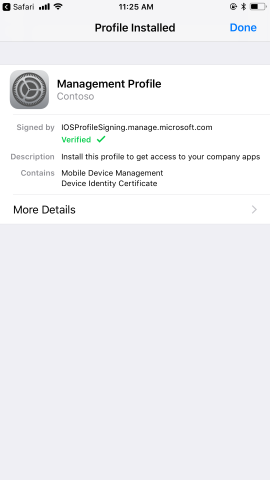 Safari 11:25 AM
Profile Installed Done
Management Profile
Contoso
Signed by IOSProfileSigning.manage.microsoft.com
Verified
Description Install this profile to get access to your company apps
Contains Mobile Device Management
Device Identity Certificate
More Details